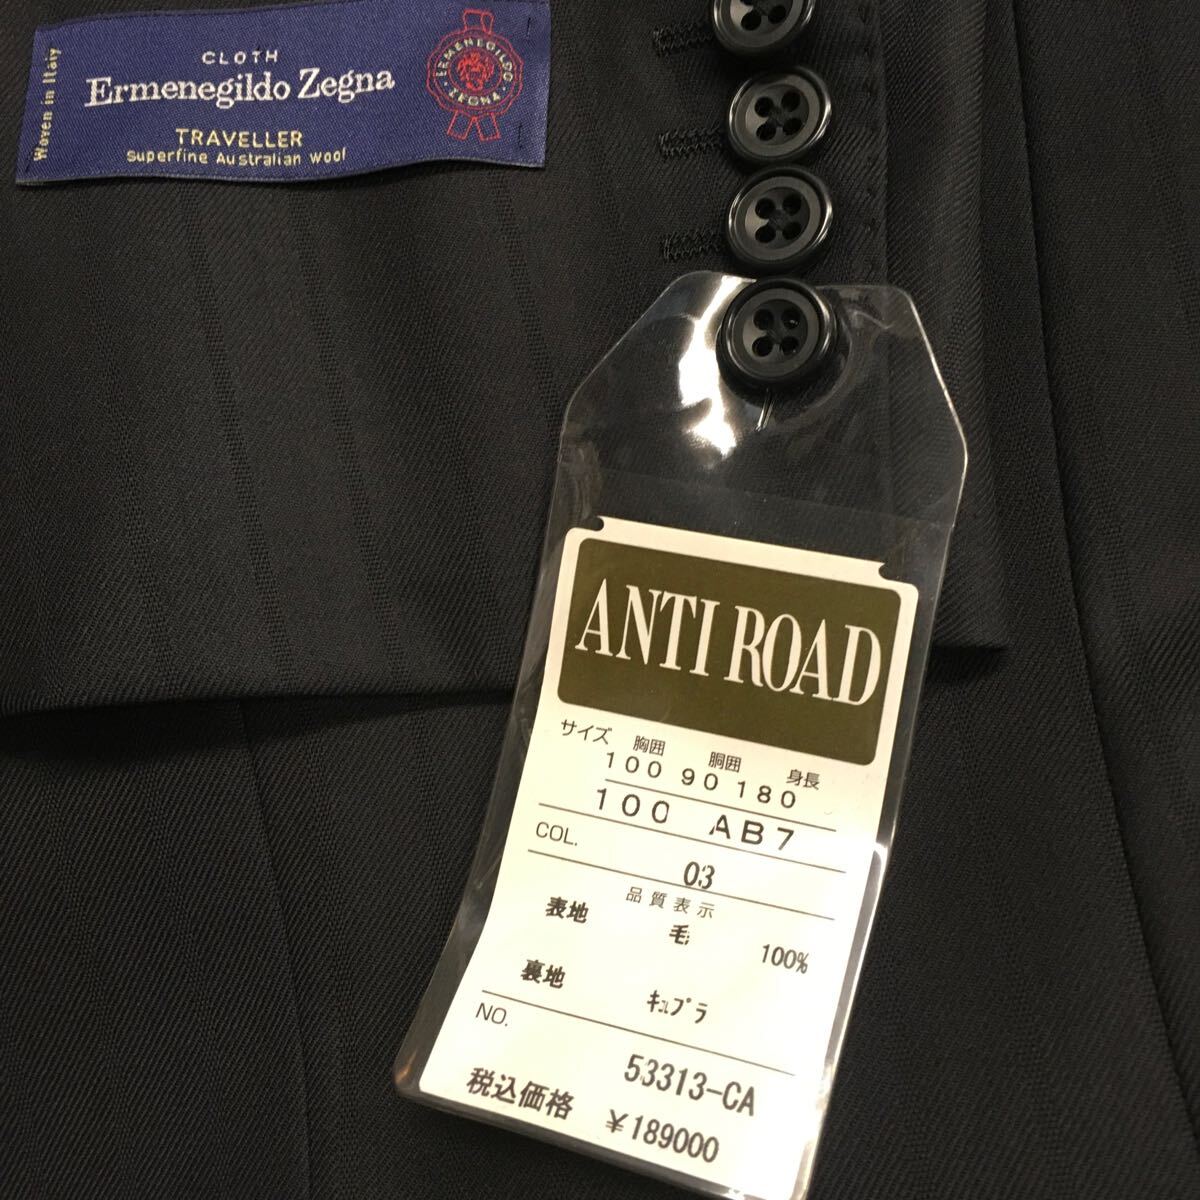 Woven in Italy
CLOTH
Ermenegildo Zegna
TRAVELLER
Superfine Australian Wool
ERMENEGILDO
ZEGNA
ANTI ROAD
サイズ 胸囲 胴囲 身長
100 90 180
100 AB7
COL.
03
品質表示
表地 毛 100%
裏地 キュプラ
NO.
53313-CA
税込価格 ¥189000